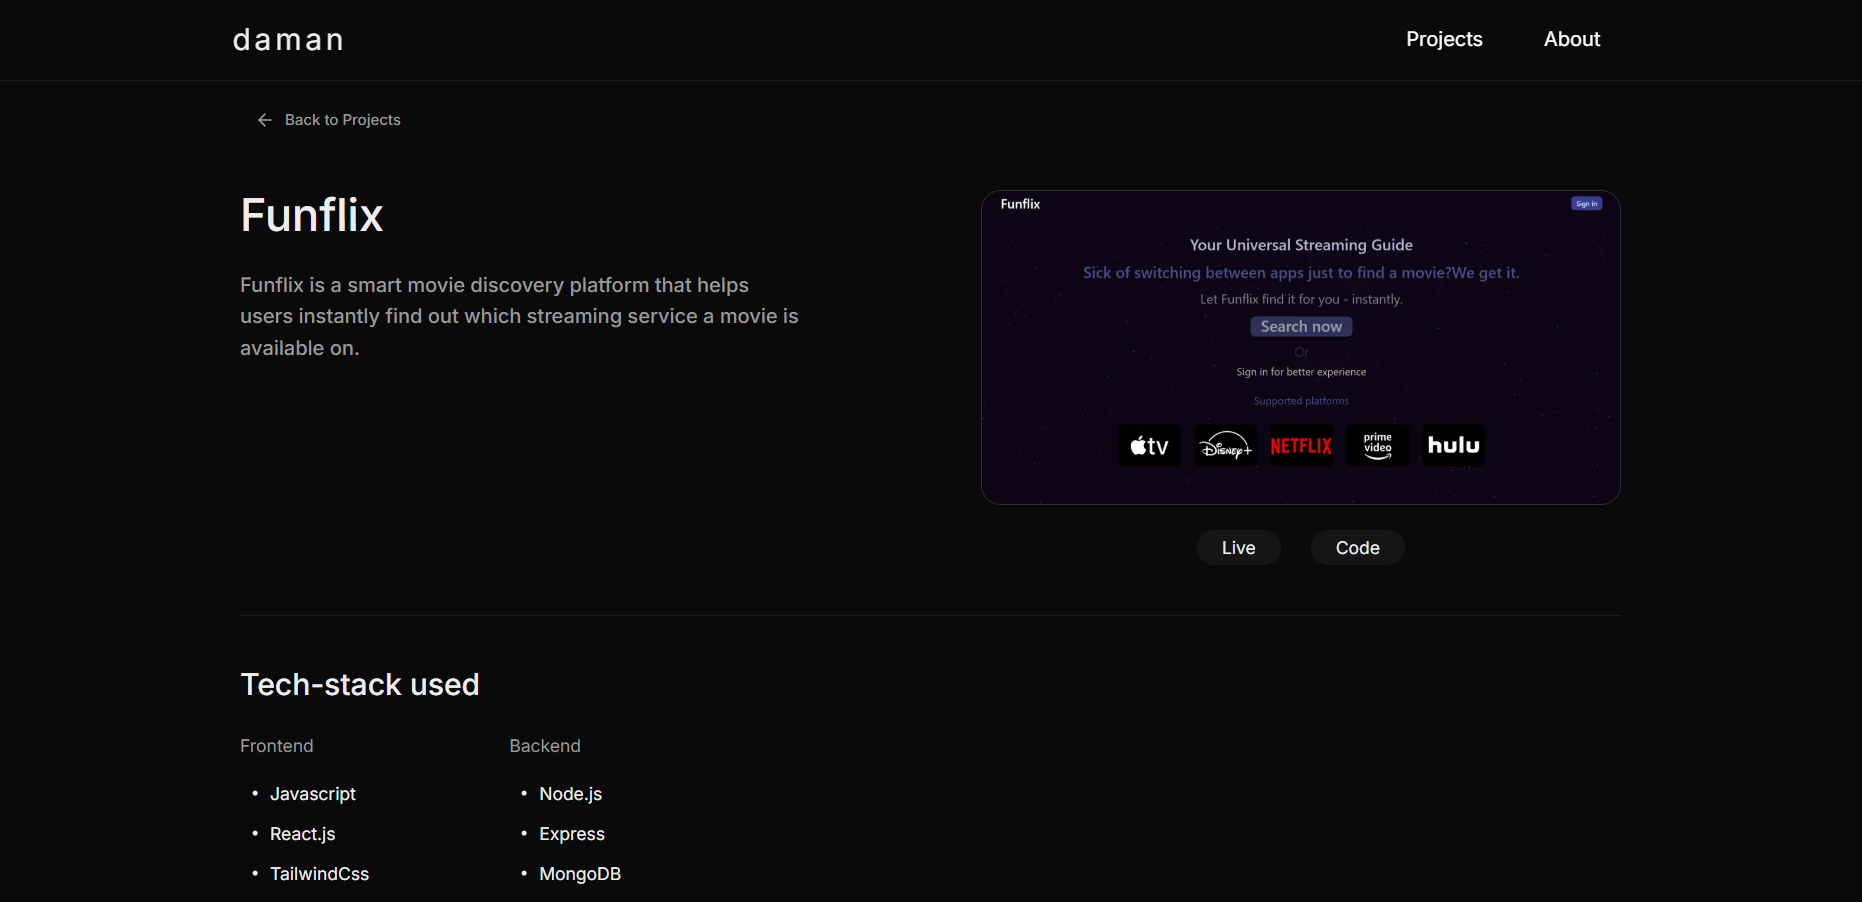 daman
Projects
About
Back to Projects
Funflix
Funflix is a smart movie discovery platform that helps
users instantly find out which streaming service a movie is
available on.
Funflix
Sign in
Your Universal Streaming Guide
Sick of switching between apps just to find a movie?We get it.
Let Funflix find it for you - instantly.
Search now
Or
Sign in for better experience
Supported platforms
tv
Disney+
NETFLIX
prime
video
hulu
Live
Code
Tech-stack used
Frontend
• Javascript
• React.js
• TailwindCss
Backend
• Node.js
• Express
• MongoDB